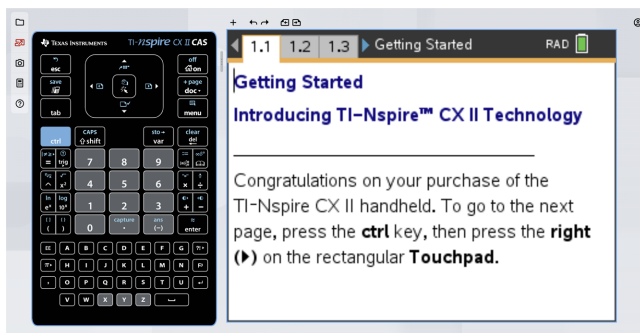 TEXAS INSTRUMENTS TI-nspire CX II CAS
esc
off
on
save
+ page
doc
tab
menu
ctrl
CAPS
shift
sto→
var
clear
del
= trig 7 8 9
^ x² 4 5 6 × ÷
ln log
eˣ 10ˣ 1 2 3 + −
capture ans
( ) 0 . (−) enter
EE A B C D E F G ?!
H I J K L M N
, O P Q R S T U
V W X Y Z
1.1 1.2 1.3 Getting Started RAD
Getting Started
Introducing TI-Nspire™ CX II Technology
Congratulations on your purchase of the
TI-Nspire CX II handheld. To go to the next
page, press the ctrl key, then press the right
(▶) on the rectangular Touchpad.